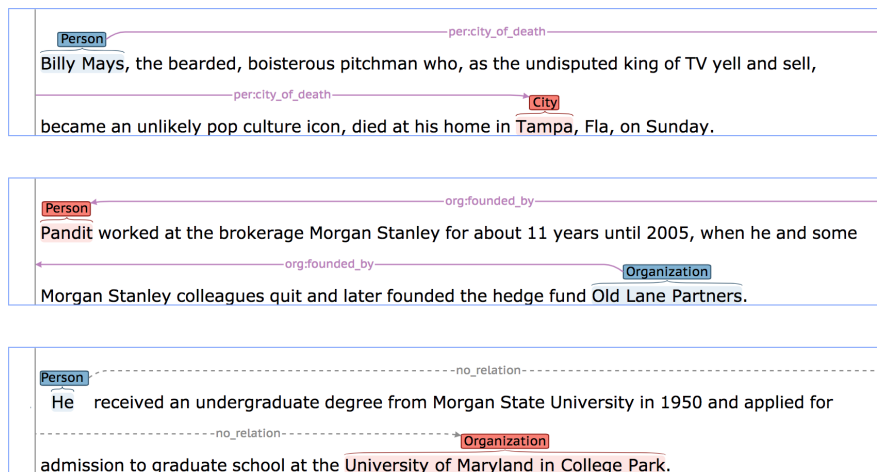 Person
per:city_of_death
Billy Mays, the bearded, boisterous pitchman who, as the undisputed king of TV yell and sell,
per:city_of_death
City
became an unlikely pop culture icon, died at his home in Tampa, Fla, on Sunday.
Person
org:founded_by
Pandit worked at the brokerage Morgan Stanley for about 11 years until 2005, when he and some
org:founded_by
Organization
Morgan Stanley colleagues quit and later founded the hedge fund Old Lane Partners.
Person
no_relation
He received an undergraduate degree from Morgan State University in 1950 and applied for
no_relation
Organization
admission to graduate school at the University of Maryland in College Park.